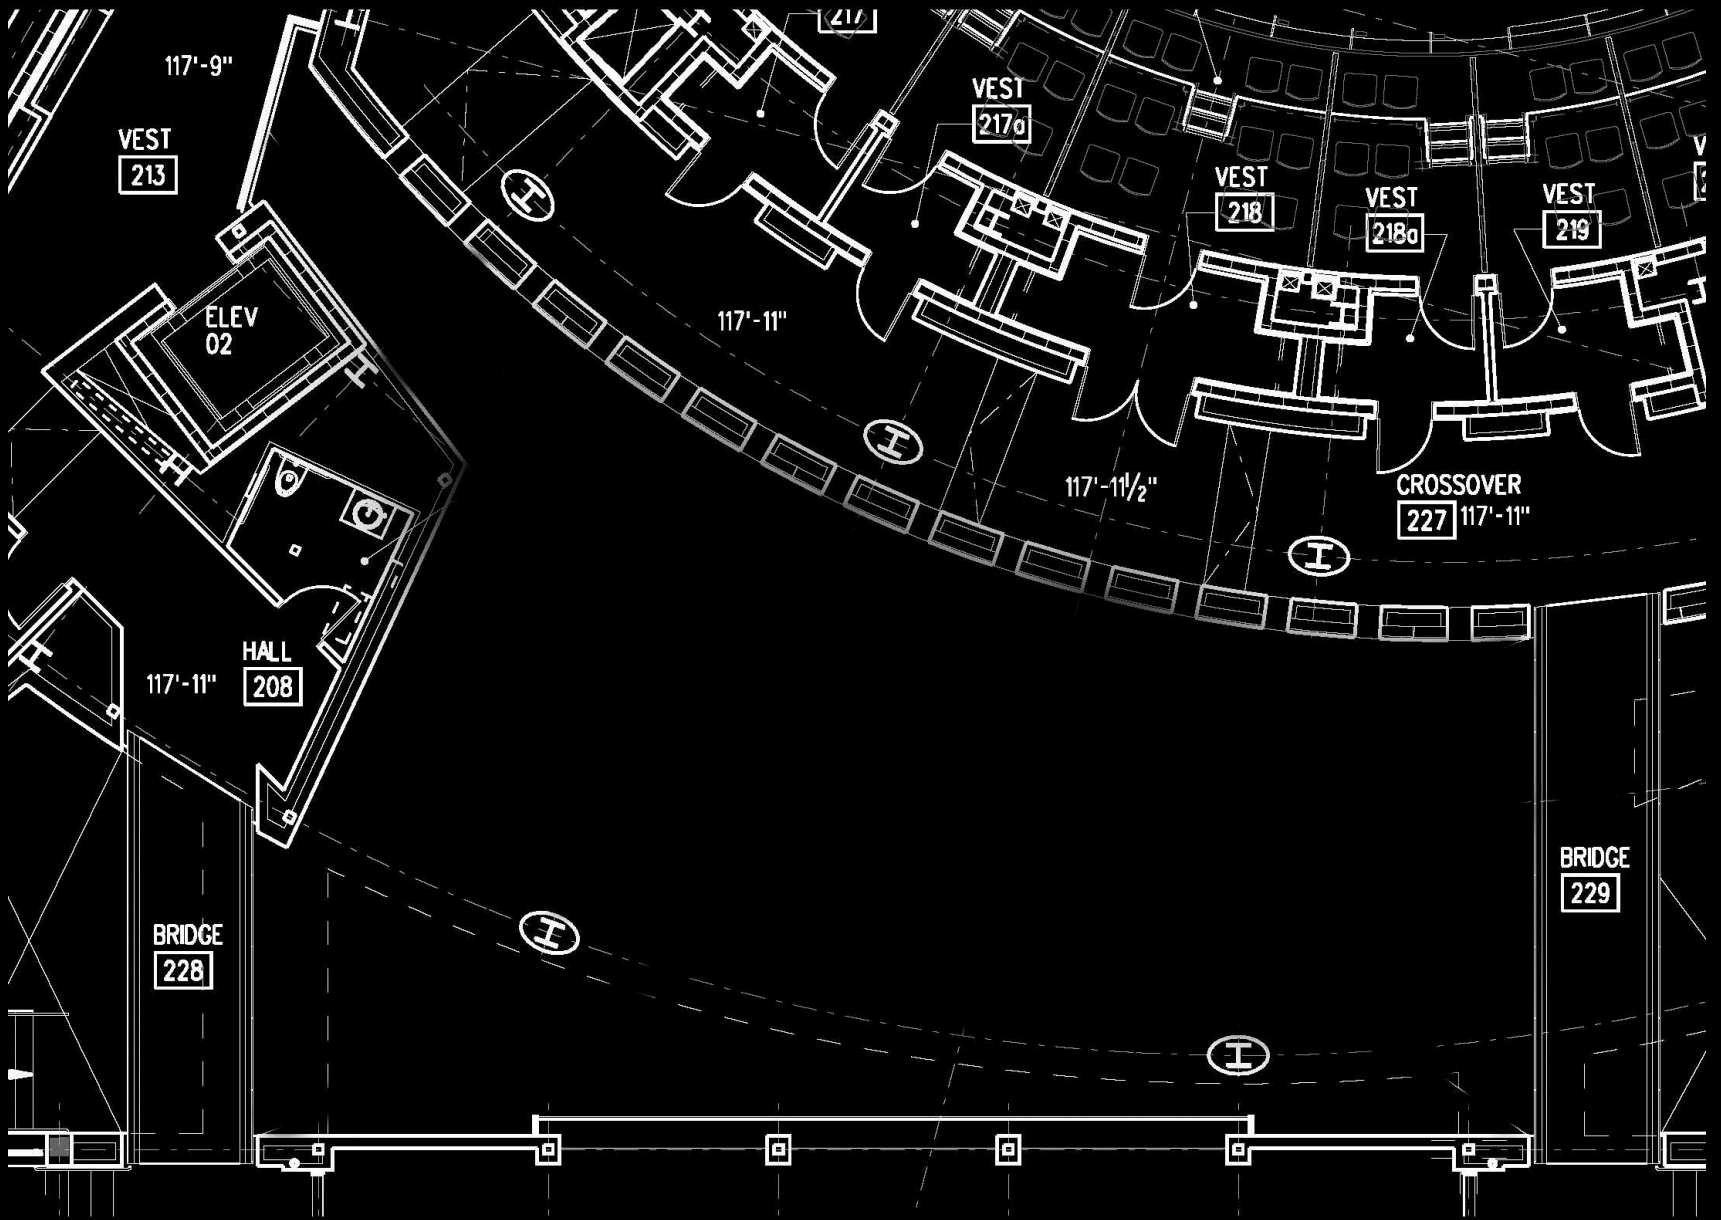 217
117'-9"
VEST
217a
VEST
213
VEST
218
VEST
218a
VEST
219
ELEV
02
117'-11"
117'-11½"
CROSSOVER
227 117'-11"
HALL
208
117'-11"
BRIDGE
229
BRIDGE
228